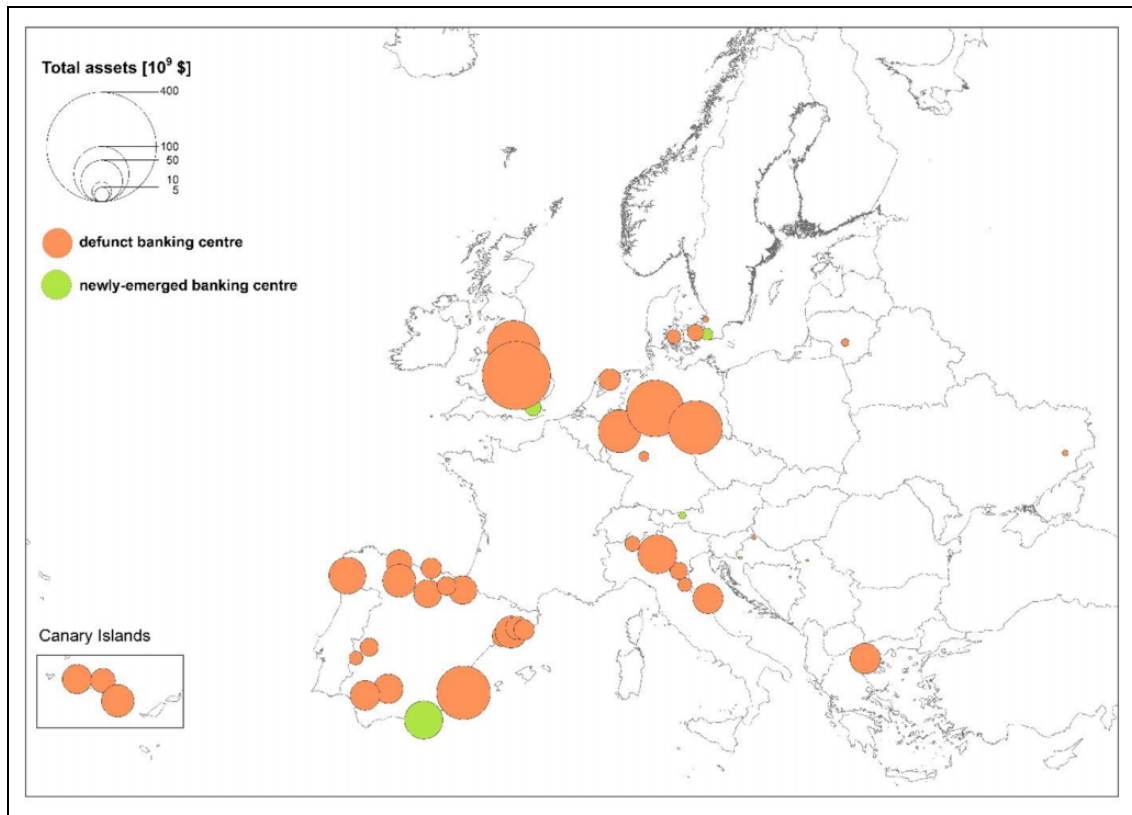 Total assets [10⁹ $]
400
100
50
10
5
defunct banking centre
newly-emerged banking centre
Canary Islands